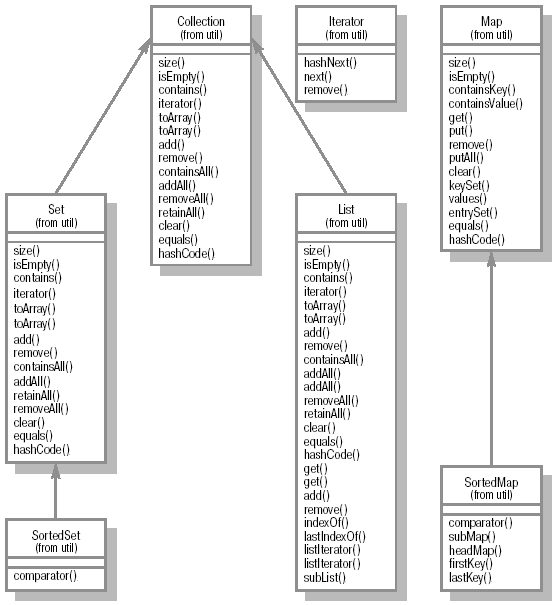 Collection
(from util)
size()
isEmpty()
contains()
iterator()
toArray()
toArray()
add()
remove()
containsAll()
addAll()
removeAll()
retainAll()
clear()
equals()
hashCode()
Iterator
(from util)
hashNext()
next()
remove()
Map
(from util)
size()
isEmpty()
containsKey()
containsValue()
get()
put()
remove()
putAll()
clear()
keySet()
values()
entrySet()
equals()
hashCode()
Set
(from util)
size()
isEmpty()
contains()
iterator()
toArray()
toArray()
add()
remove()
containsAll()
addAll()
retainAll()
removeAll()
clear()
equals()
hashCode()
List
(from util)
size()
isEmpty()
contains()
iterator()
toArray()
toArray()
add()
remove()
containsAll()
addAll()
addAll()
removeAll()
retainAll()
clear()
equals()
hashCode()
get()
get()
add()
remove()
indexOf()
lastIndexOf()
listIterator()
listIterator()
subList()
SortedSet
(from util)
comparator()
SortedMap
(from util)
comparator()
subMap()
headMap()
firstKey()
lastKey()